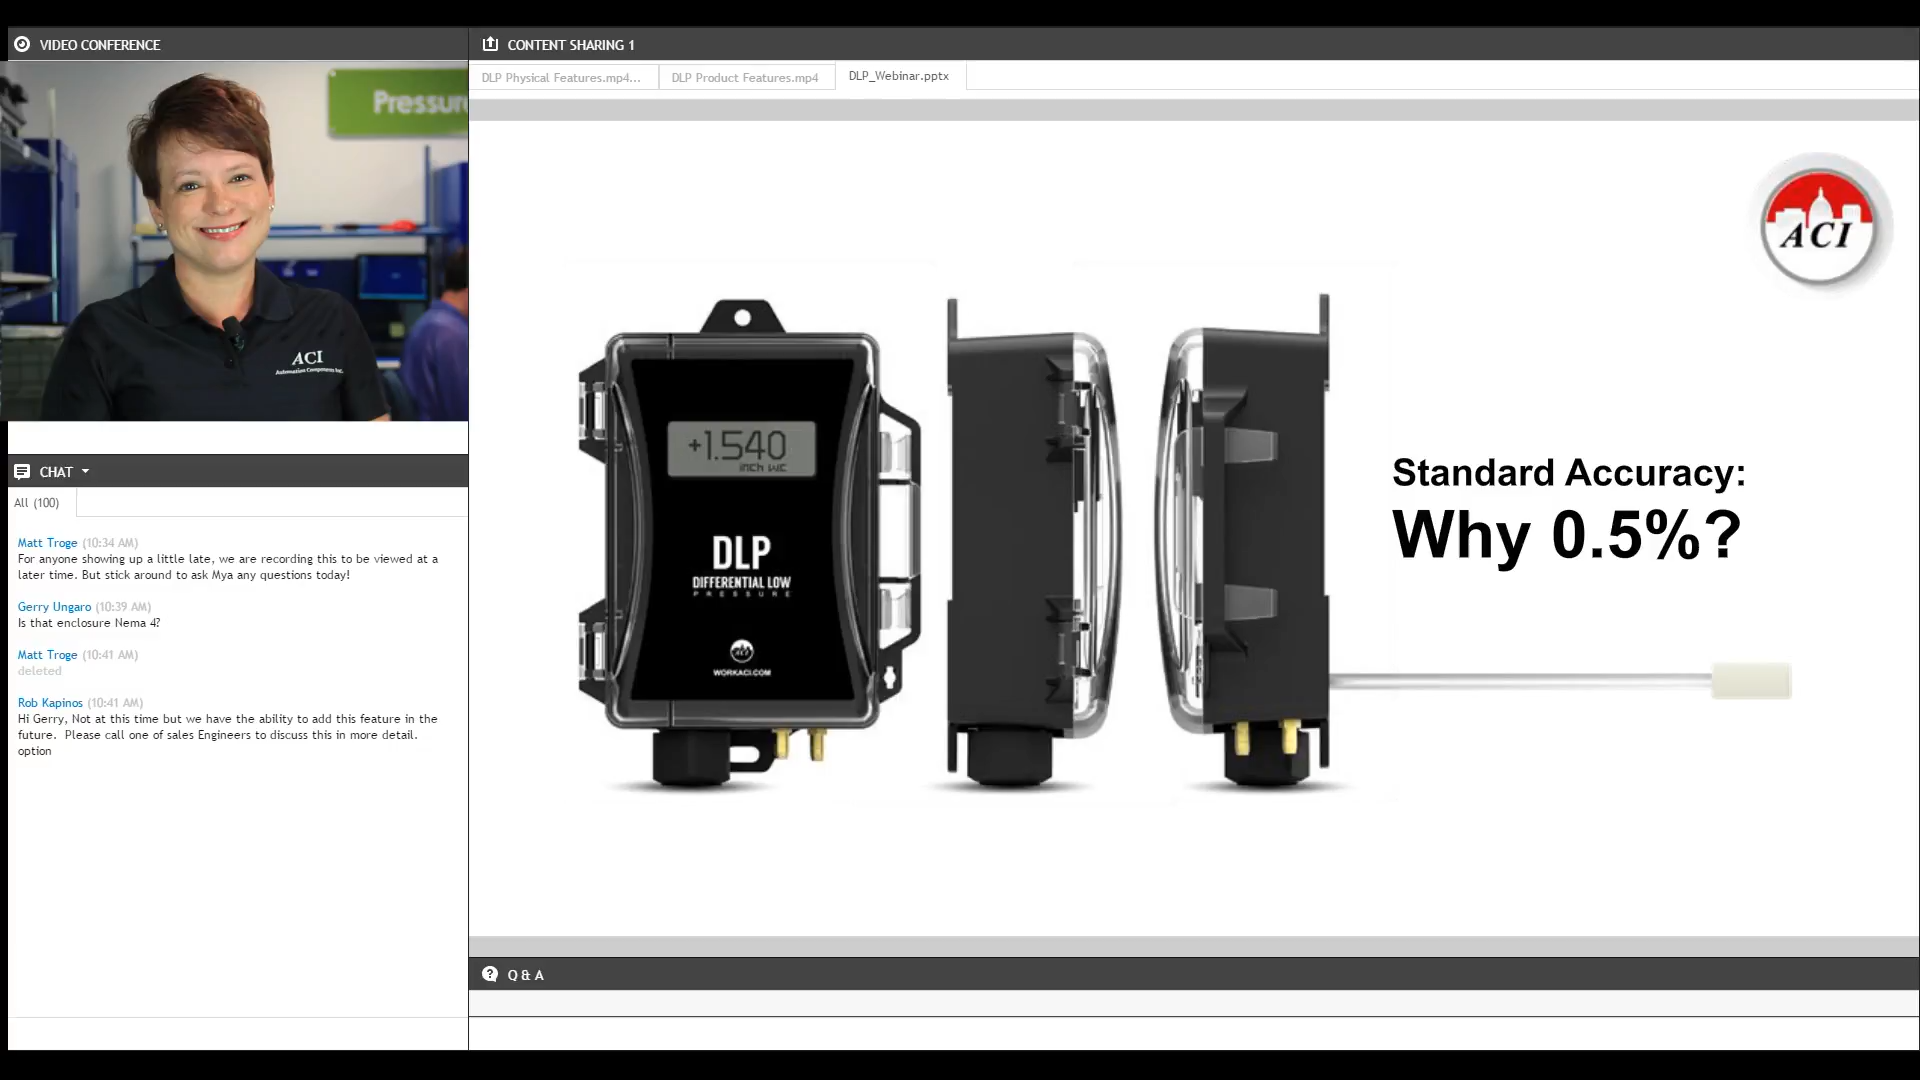 VIDEO CONFERENCE
Pressur
ACI
Automation Components Inc.
CHAT
All (100)
Matt Troge (10:34 AM)
For anyone showing up a little late, we are recording this to be viewed at a
later time. But stick around to ask Mya any questions today!
Gerry Ungaro (10:39 AM)
Is that enclosure Nema 4?
Matt Troge (10:41 AM)
deleted
Rob Kapinos (10:41 AM)
Hi Gerry, Not at this time but we have the ability to add this feature in the
future. Please call one of sales Engineers to discuss this in more detail.
option
CONTENT SHARING 1
DLP Physical Features.mp4...
DLP Product Features.mp4
DLP_Webinar.pptx
ACI
+1.540
inch WC
DLP
DIFFERENTIAL LOW
PRESSURE
ACI
WORKACI.COM
Standard Accuracy:
Why 0.5%?
Q & A